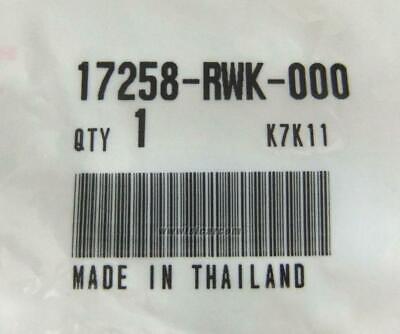 17258-RWK-000
QTY 1 K7K11
MADE IN THAILAND